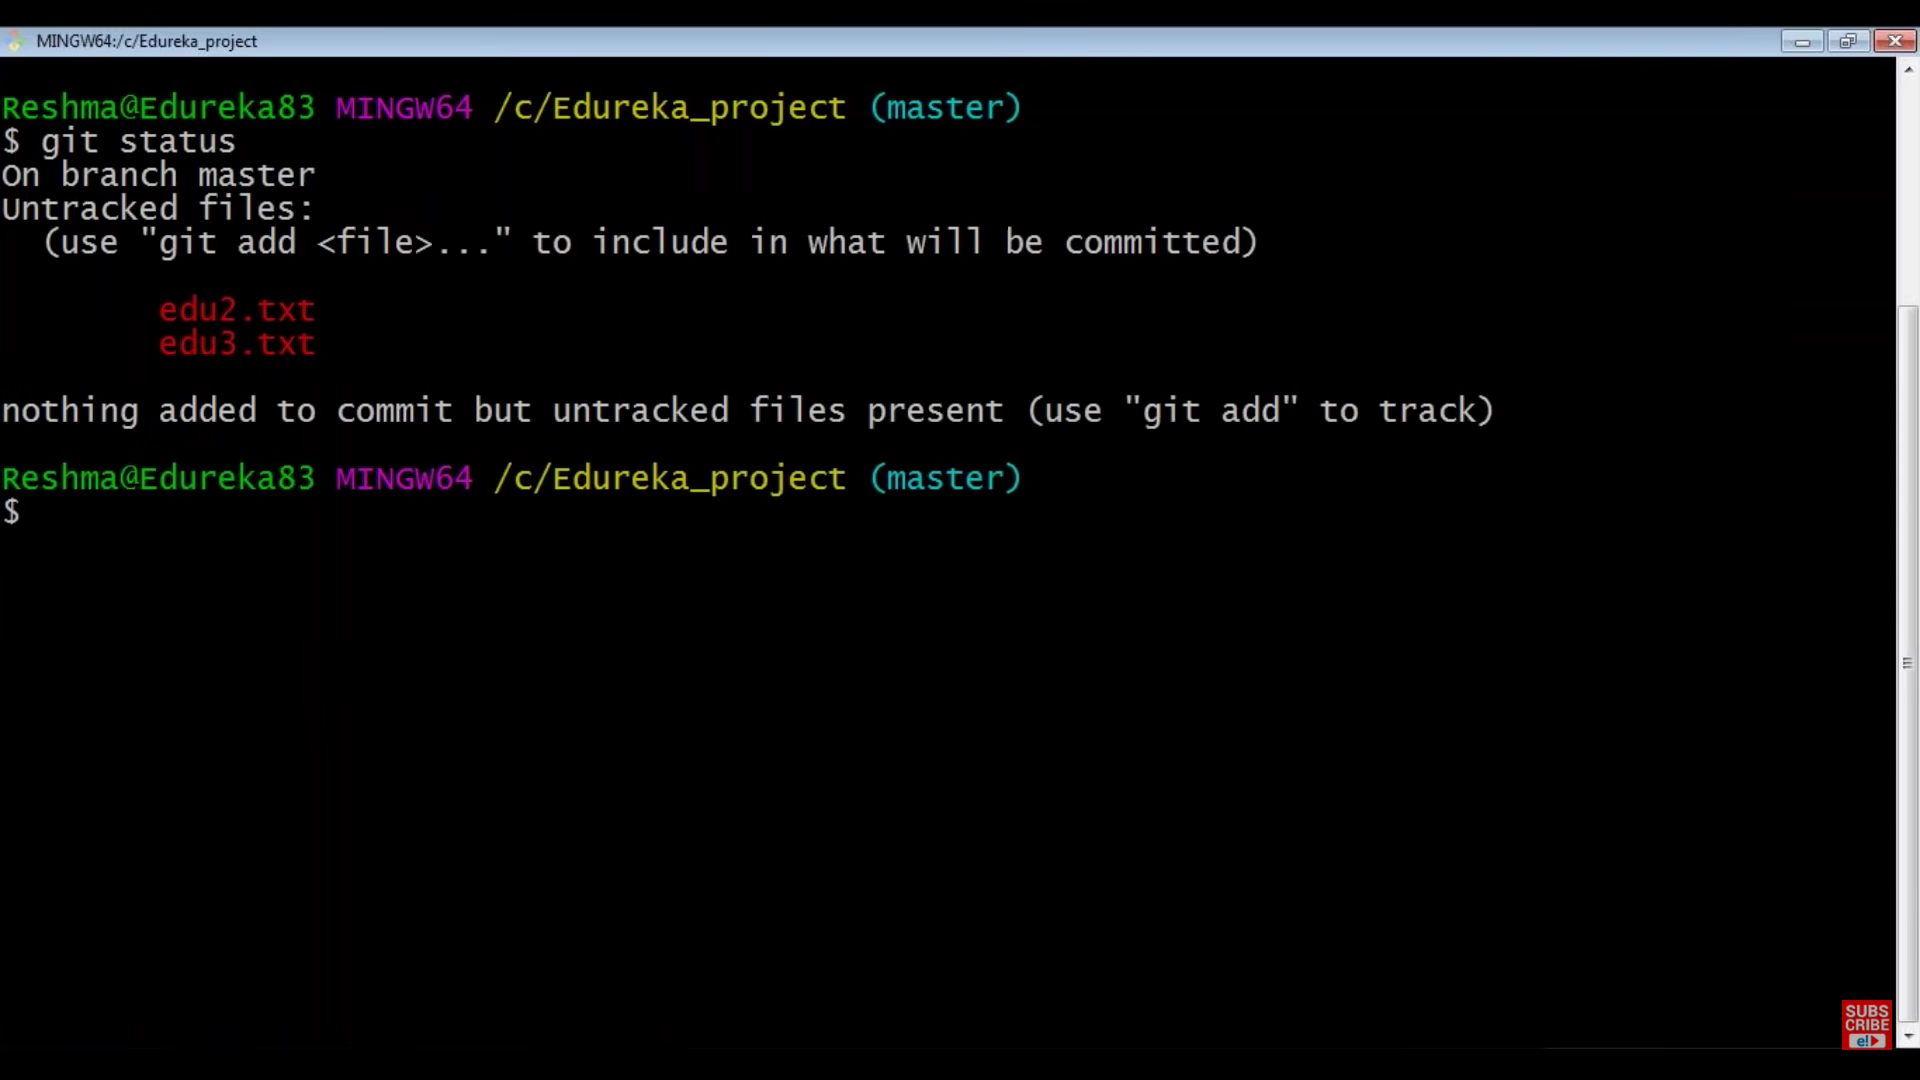 MINGW64:/c/Edureka_project
Reshma@Edureka83 MINGW64 /c/Edureka_project (master)
$ git status
On branch master
Untracked files:
  (use "git add <file>..." to include in what will be committed)
        edu2.txt
        edu3.txt
nothing added to commit but untracked files present (use "git add" to track)
Reshma@Edureka83 MINGW64 /c/Edureka_project (master)
$
SUBS
CRIBE
e!